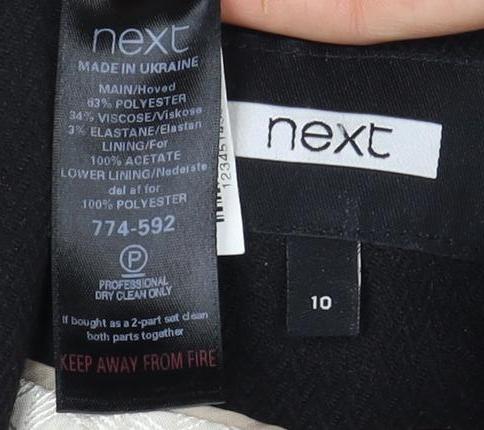 next
MADE IN UKRAINE
MAIN/Hoved
63% POLYESTER
34% VISCOSE/Viskose
3% ELASTANE/Elastan
LINING/For
100% ACETATE
LOWER LINING/Nederste
del af for
100% POLYESTER
774-592
P
PROFESSIONAL
DRY CLEAN ONLY
If bought as a 2-part set clean
both parts together
KEEP AWAY FROM FIRE
next
10